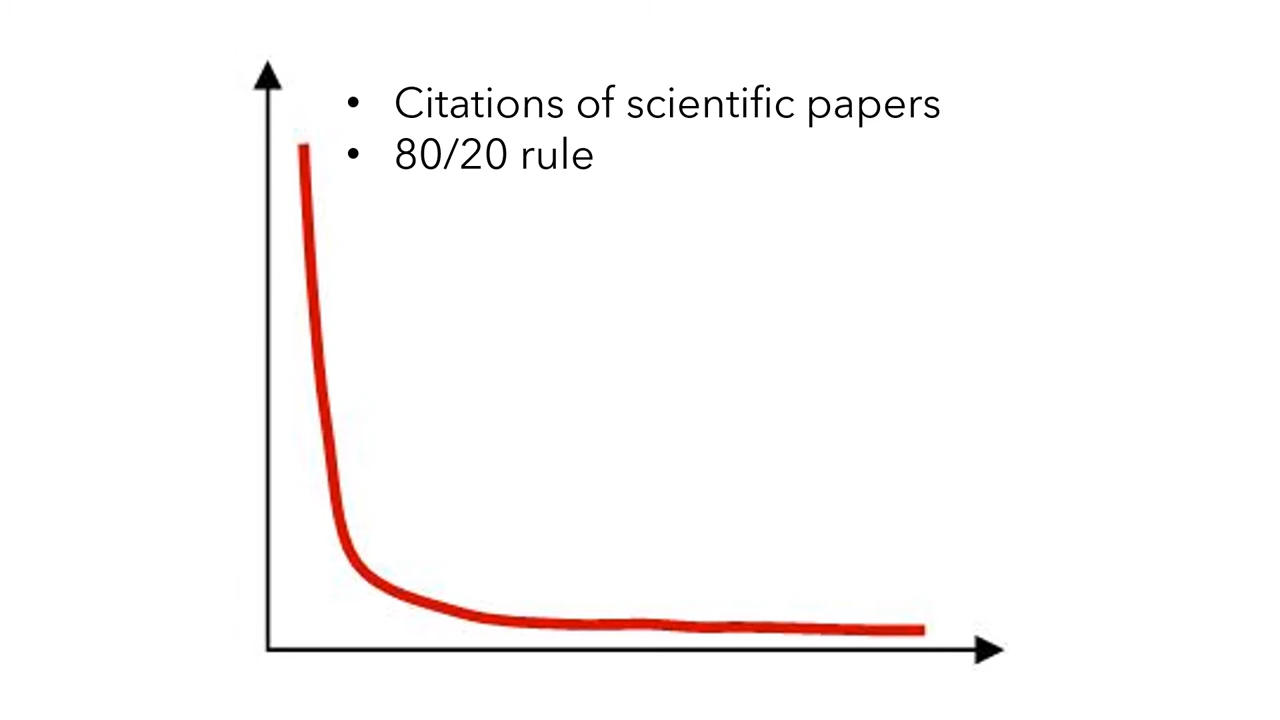 • Citations of scientific papers
• 80/20 rule